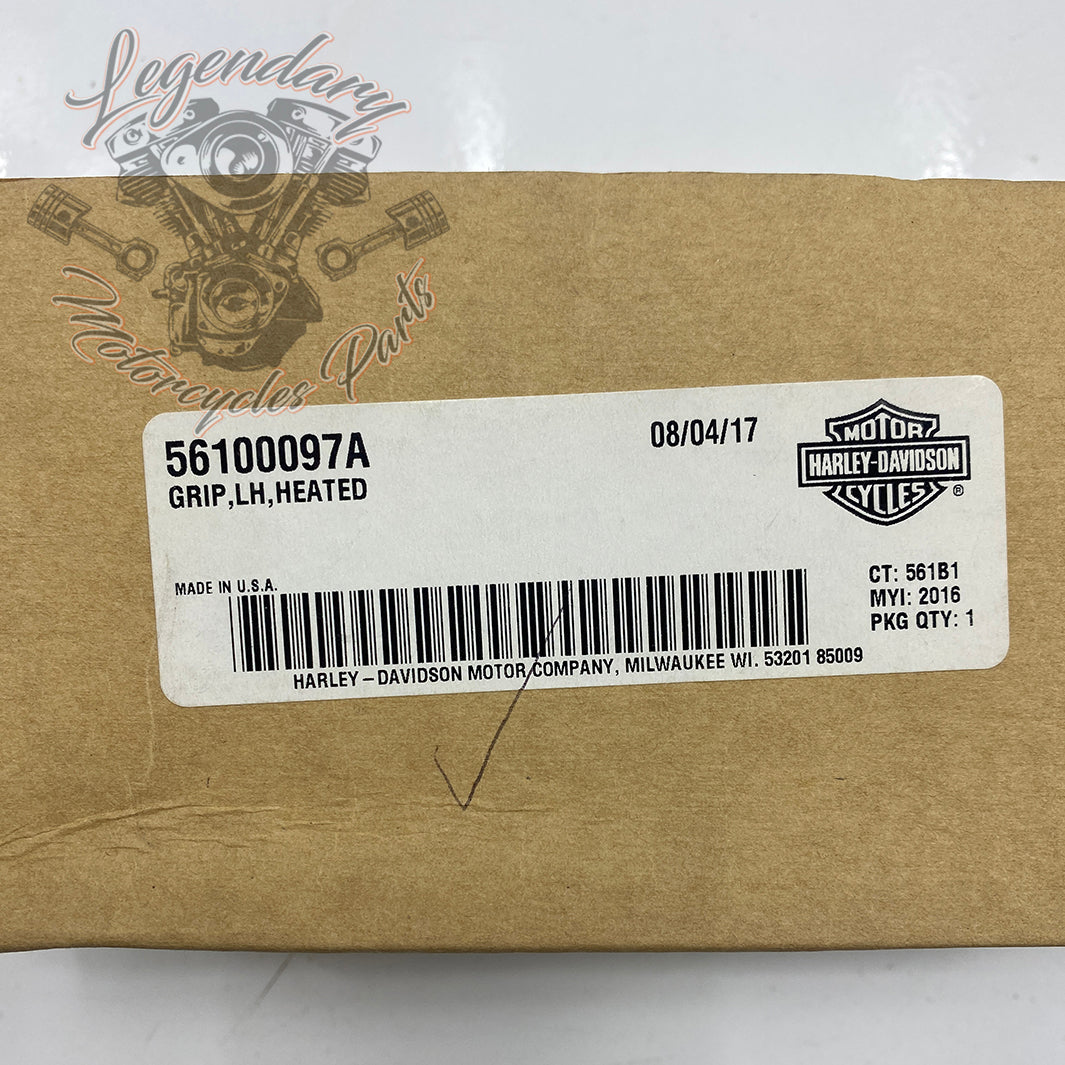 Legendary
Motorcycles Parts
56100097A
08/04/17
GRIP,LH,HEATED
MOTOR
HARLEY-DAVIDSON
CYCLES
®
MADE IN U.S.A.
CT: 561B1
MYI: 2016
PKG QTY: 1
HARLEY–DAVIDSON MOTOR COMPANY, MILWAUKEE WI. 53201 85009